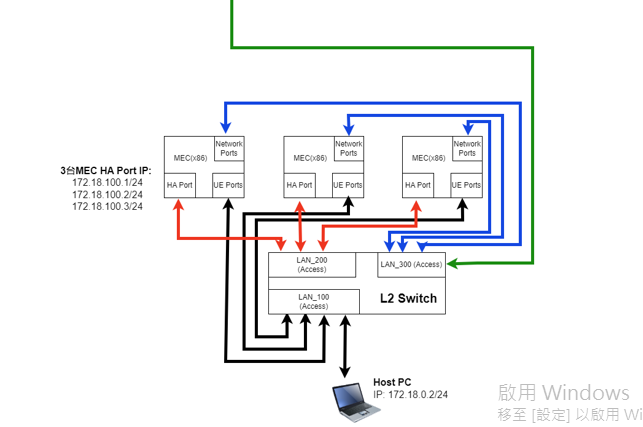 Network
Ports
MEC(x86)
HA Port
UE Ports
Network
Ports
MEC(x86)
HA Port
UE Ports
Network
Ports
MEC(x86)
HA Port
UE Ports
3台MEC HA Port IP:
172.18.100.1/24
172.18.100.2/24
172.18.100.3/24
LAN_200
(Access)
LAN_300 (Access)
LAN_100
(Access)
L2 Switch
Host PC
IP: 172.18.0.2/24
啟用 Windows
移至 [設定] 以啟用 Wi